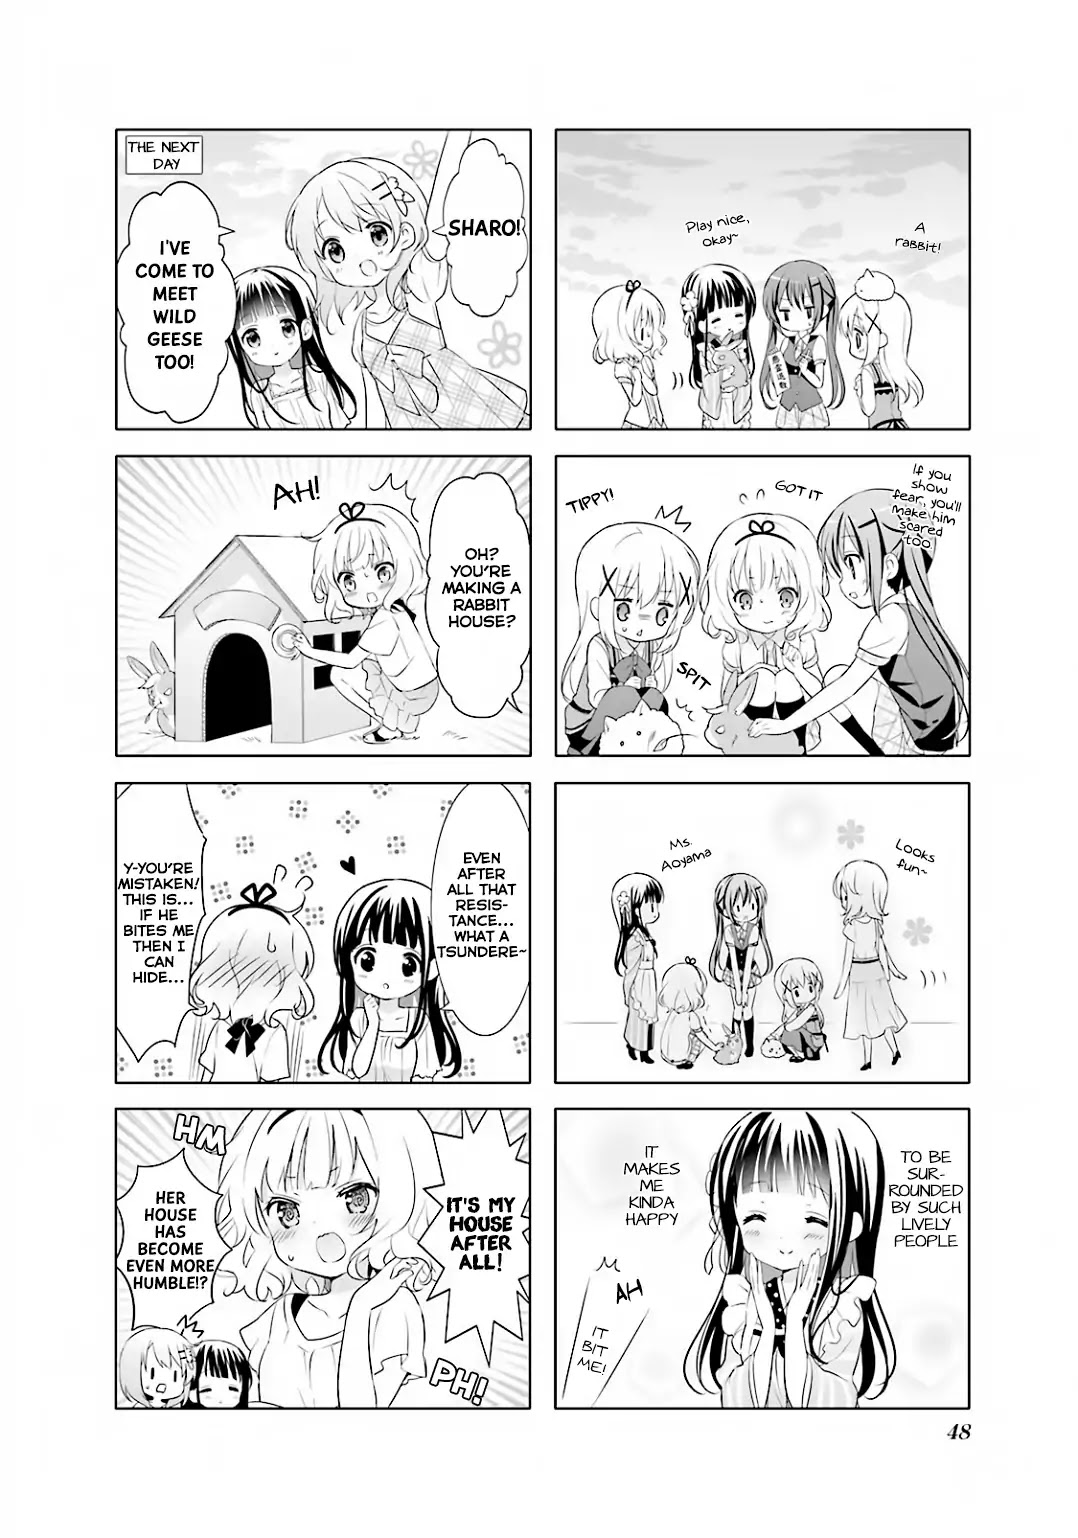 Play nice,
okay~
A
rabbit!
悪霊退散
If you
show
fear, you'll
make him
scared
too
GOT IT
TIPPY!
SPIT
Looks
fun~
Ms.
Aoyama
TO BE
SUR-
ROUNDED
BY SUCH
LIVELY
PEOPLE
IT
MAKES
ME
KINDA
HAPPY
AH
IT
BIT
ME!
THE NEXT
DAY
SHARO!
I'VE
COME TO
MEET
WILD
GEESE
TOO!
OH?
YOU'RE
MAKING A
RABBIT
HOUSE?
AH!
EVEN
AFTER
ALL THAT
RESIS-
TANCE...
WHAT A
TSUNDERE~
Y-YOU'RE
MISTAKEN!
THIS IS...
IF HE
BITES ME
THEN I
CAN
HIDE...
IT'S MY
HOUSE
AFTER
ALL!
HM
PH!
HER
HOUSE
HAS
BECOME
EVEN MORE
HUMBLE!?
48